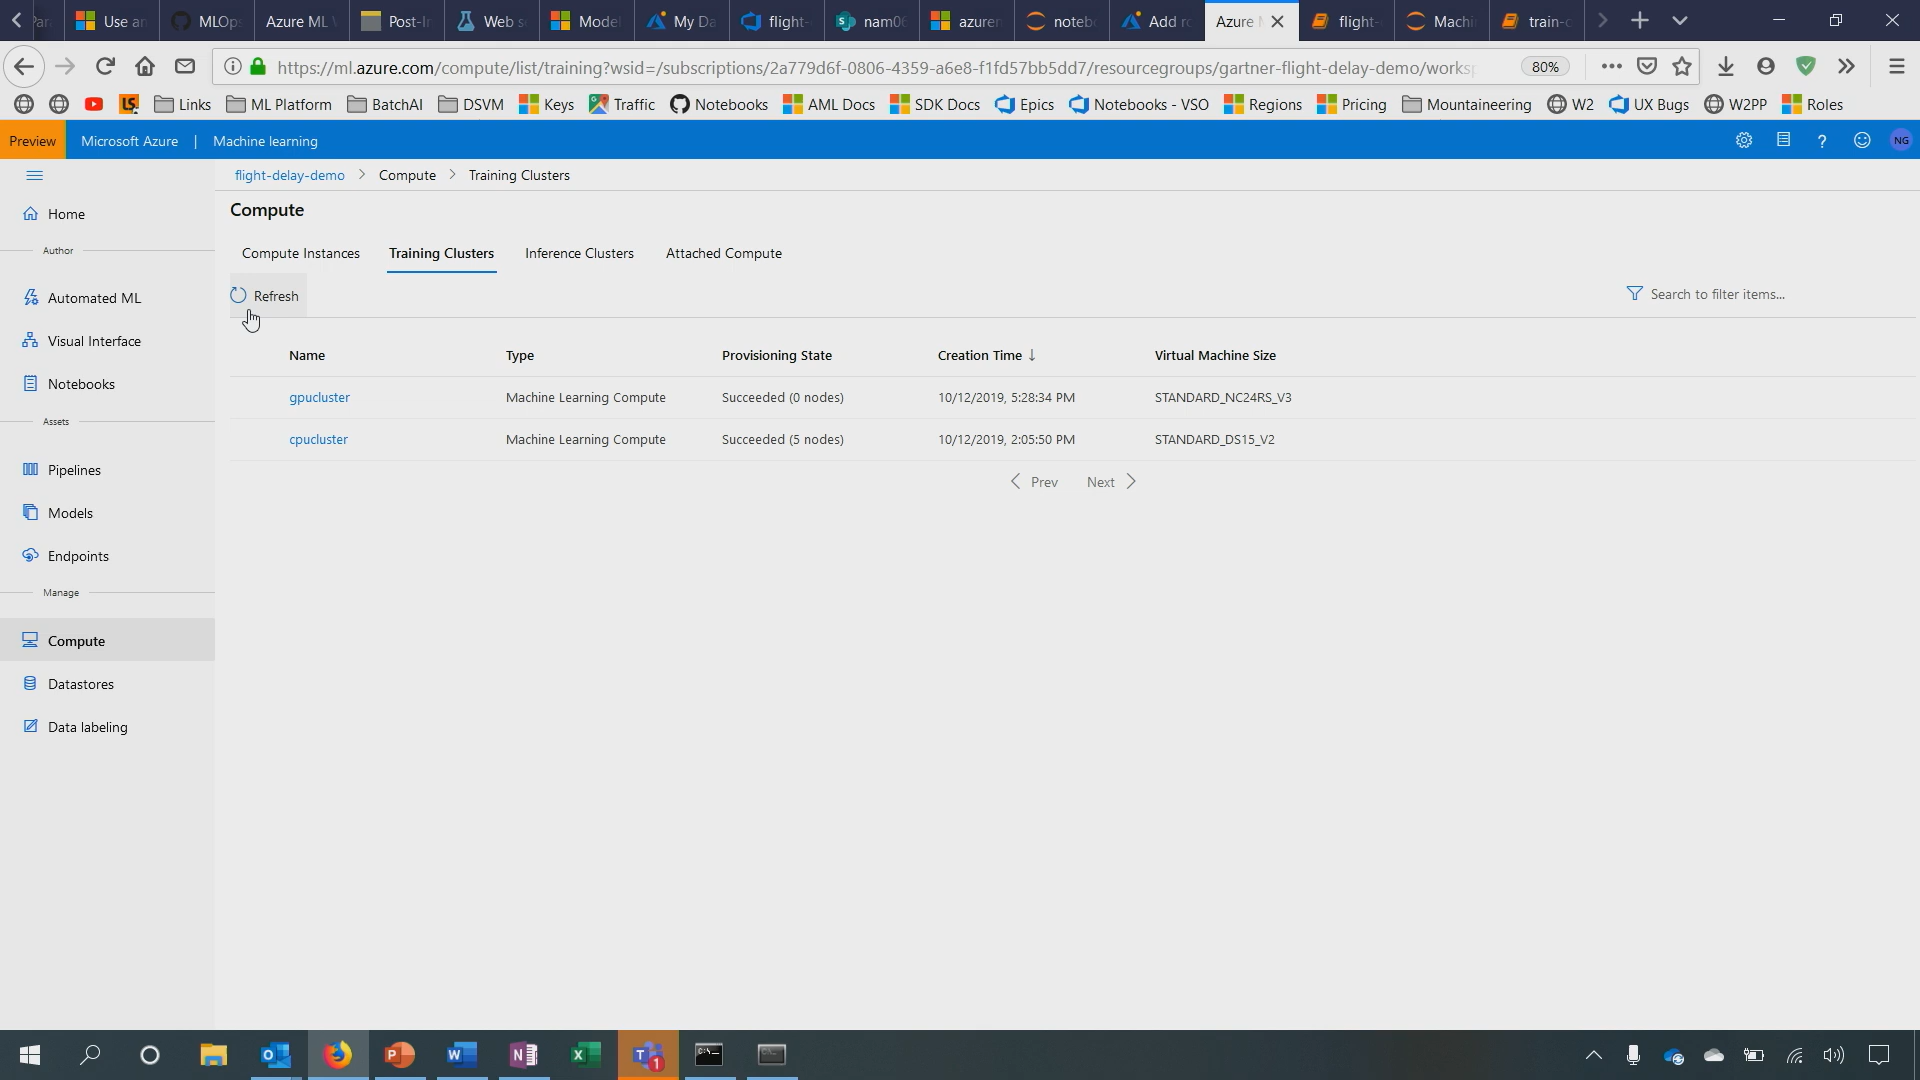 Use an
MLOps
Azure ML
Post-I
Web s
Model
My Da
flight-
nam06
azuren
noteb
Add ro
Azure
flight-
Machi
train-c
https://ml.azure.com/compute/list/training?wsid=/subscriptions/2a779d6f-0806-4359-a6e8-f1fd57bb5dd7/resourcegroups/gartner-flight-delay-demo/worksp
80%
Links
ML Platform
BatchAI
DSVM
Keys
Traffic
Notebooks
AML Docs
SDK Docs
Epics
Notebooks - VSO
Regions
Pricing
Mountaineering
W2
UX Bugs
W2PP
Roles
Preview
Microsoft Azure | Machine learning
NG
flight-delay-demo > Compute > Training Clusters
Home
Author
Automated ML
Visual Interface
Notebooks
Assets
Pipelines
Models
Endpoints
Manage
Compute
Datastores
Data labeling
Compute
Compute Instances Training Clusters Inference Clusters Attached Compute
Refresh
Search to filter items...
Name Type Provisioning State Creation Time ↓ Virtual Machine Size
gpucluster Machine Learning Compute Succeeded (0 nodes) 10/12/2019, 5:28:34 PM STANDARD_NC24RS_V3
cpucluster Machine Learning Compute Succeeded (5 nodes) 10/12/2019, 2:05:50 PM STANDARD_DS15_V2
< Prev Next >